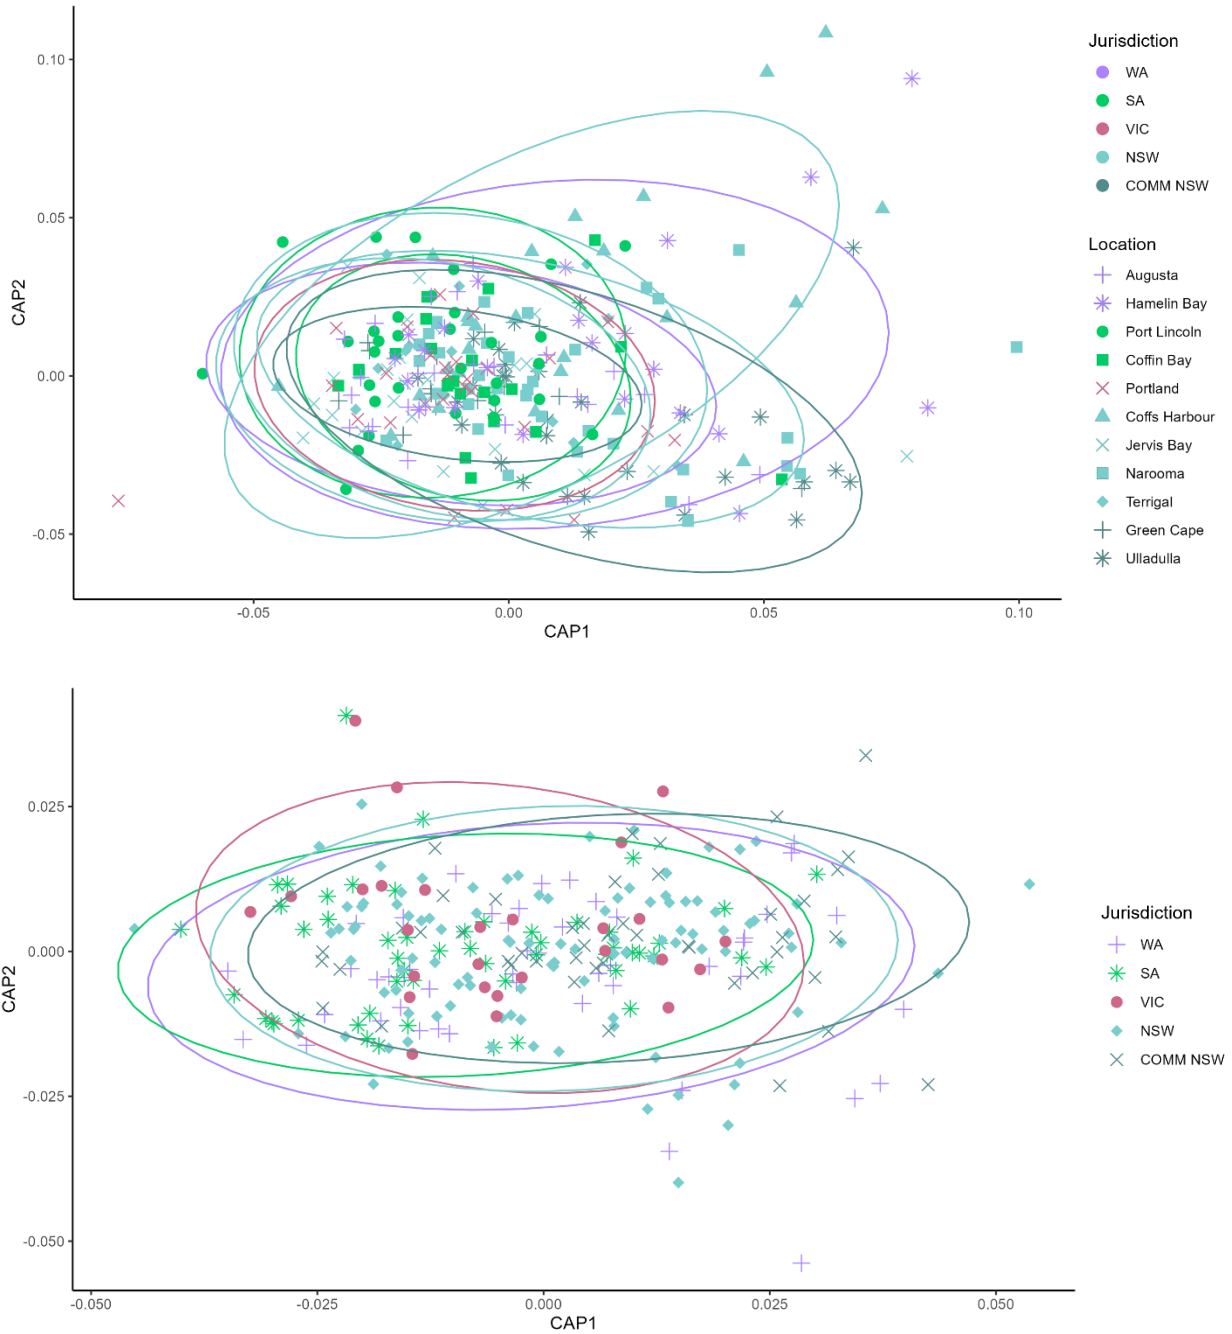 Jurisdiction
WA
SA
VIC
NSW
COMM NSW
Location
Augusta
Hamelin Bay
Port Lincoln
Coffin Bay
Portland
Coffs Harbour
Jervis Bay
Narooma
Terrigal
Green Cape
Ulladulla
0.10
0.05
0.00
-0.05
CAP2
-0.05 0.00 0.05 0.10
CAP1
0.025
0.000
-0.025
-0.050
CAP2
-0.050 -0.025 0.000 0.025 0.050
CAP1
Jurisdiction
WA
SA
VIC
NSW
COMM NSW